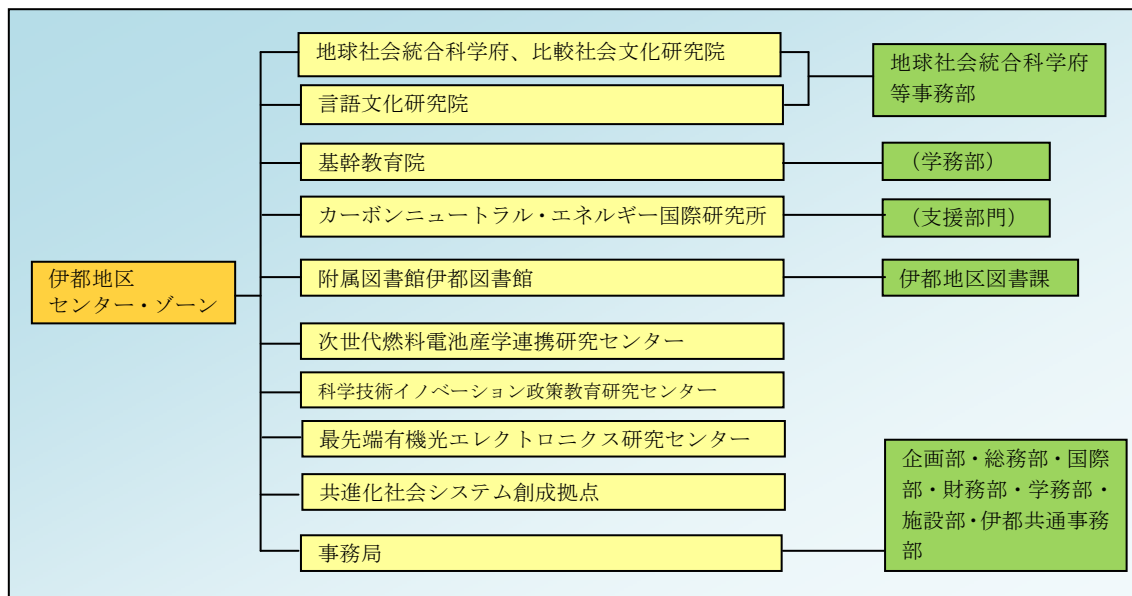 地球社会統合科学府、比較社会文化研究院
地球社会統合科学府
等事務部
言語文化研究院
基幹教育院
（学務部）
カーボンニュートラル・エネルギー国際研究所
（支援部門）
伊都地区
センター・ゾーン
附属図書館伊都図書館
伊都地区図書課
次世代燃料電池産学連携研究センター
科学技術イノベーション政策教育研究センター
最先端有機光エレクトロニクス研究センター
共進化社会システム創成拠点
事務局
企画部・総務部・国際
部・財務部・学務部・
施設部・伊都共通事務
部